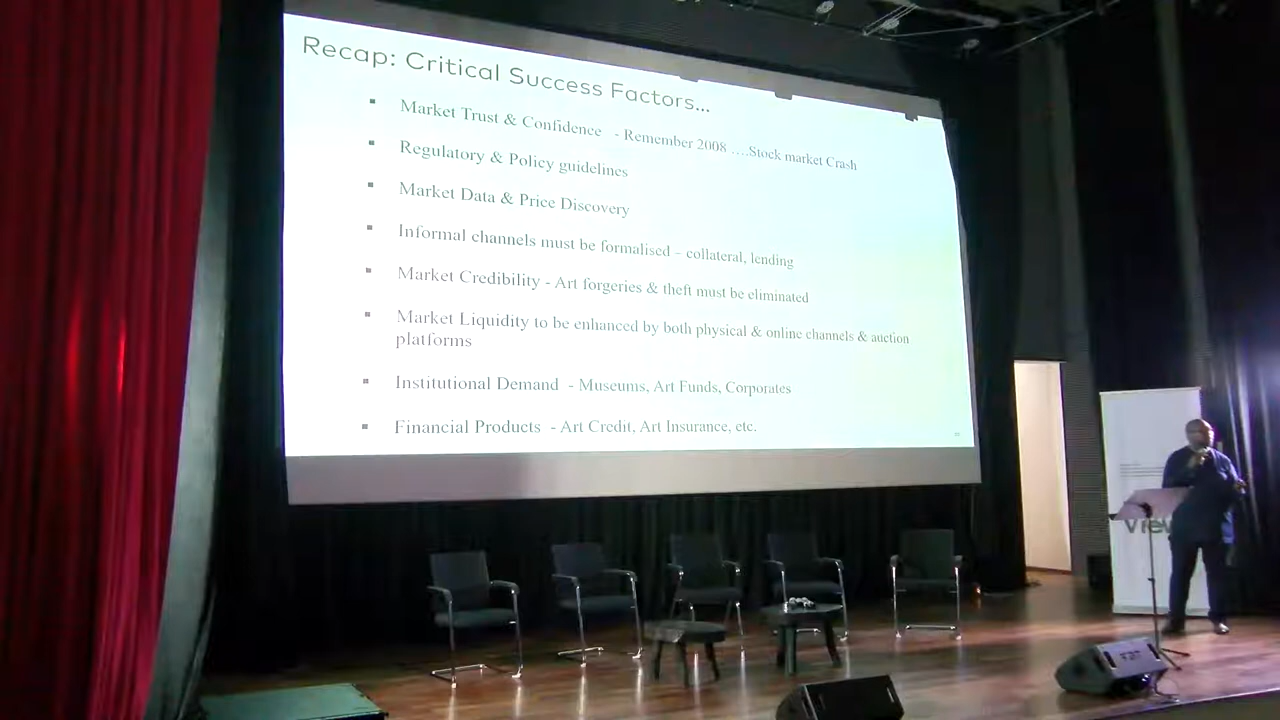 Recap: Critical Success Factors...
▪ Market Trust & Confidence - Remember 2008 ....Stock market Crash
▪ Regulatory & Policy guidelines
▪ Market Data & Price Discovery
▪ Informal channels must be formalised – collateral, lending
▪ Market Credibility - Art forgeries & theft must be eliminated
▪ Market Liquidity to be enhanced by both physical & online channels & auction
platforms
▪ Institutional Demand - Museums, Art Funds, Corporates
▪ Financial Products - Art Credit, Art Insurance, etc.